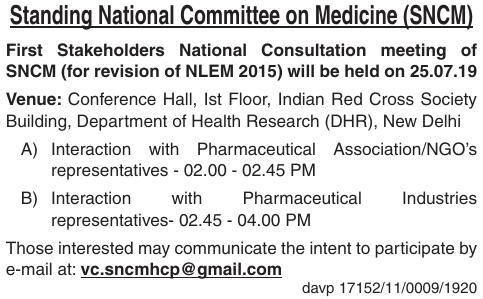 Standing National Committee on Medicine (SNCM)
First Stakeholders National Consultation meeting of
SNCM (for revision of NLEM 2015) will be held on 25.07.19
Venue: Conference Hall, Ist Floor, Indian Red Cross Society
Building, Department of Health Research (DHR), New Delhi
A) Interaction with Pharmaceutical Association/NGO's
representatives - 02.00 - 02.45 PM
B) Interaction with Pharmaceutical Industries
representatives- 02.45 - 04.00 PM
Those interested may communicate the intent to participate by
e-mail at: vc.sncmhcp@gmail.com
davp 17152/11/0009/1920